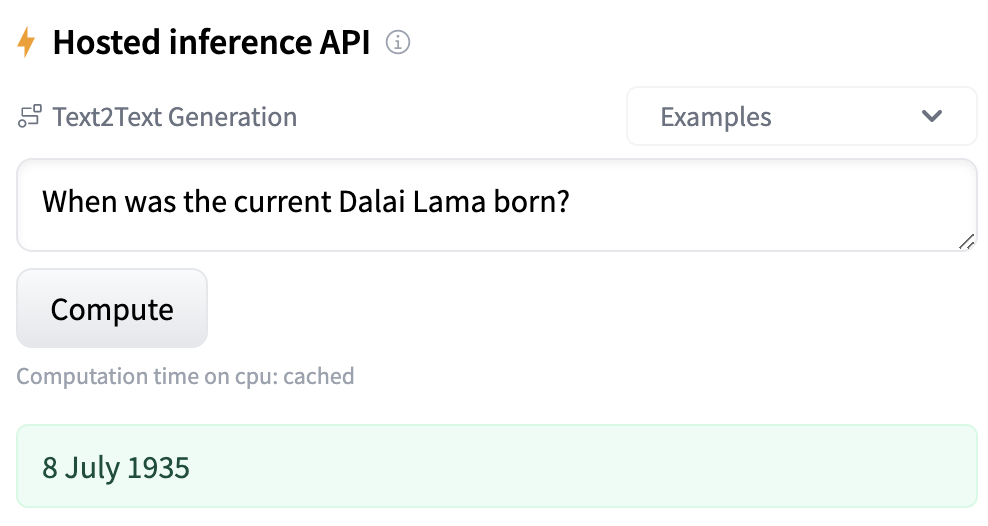 Hosted inference API
Text2Text Generation
Examples
When was the current Dalai Lama born?
Compute
Computation time on cpu: cached
8 July 1935